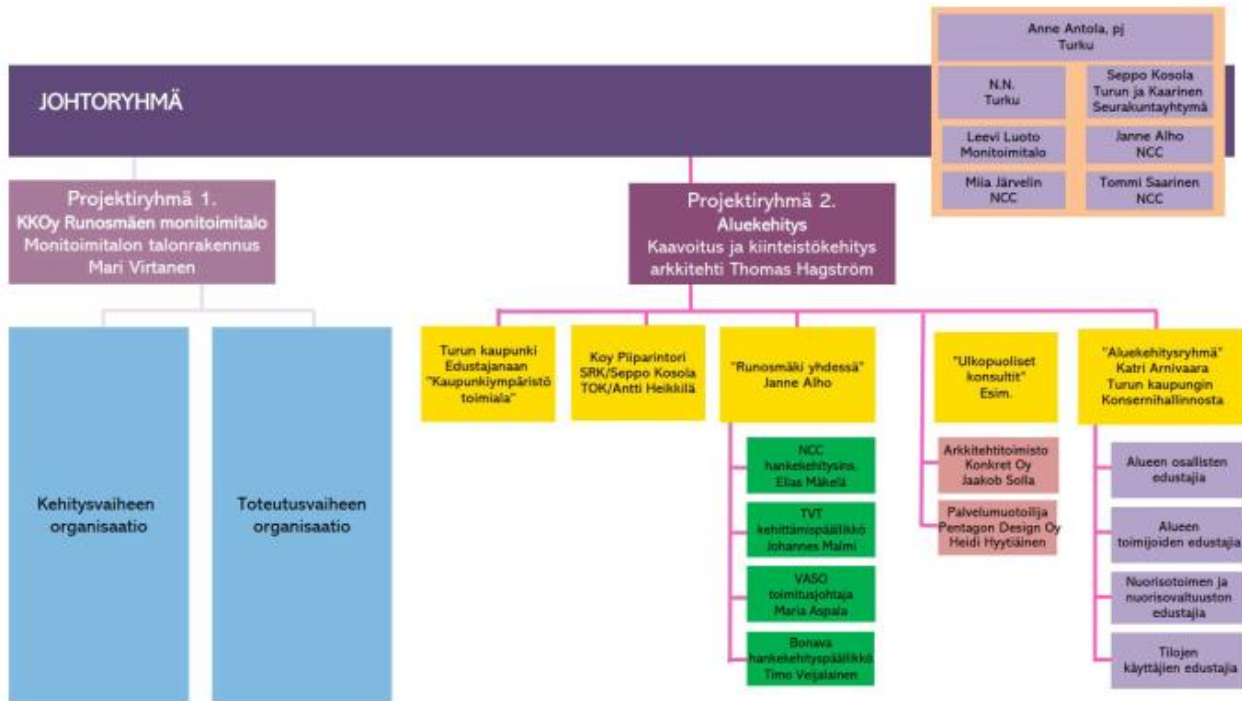 Anne Antola, pj
Turku
JOHTORYHMÄ
N.N.
Turku
Seppo Kosola
Turun ja Kaarinen
Seurakuntayhtymä
Leevi Luoto
Monitoimitalo
Janne Alho
NCC
Miia Järvelin
NCC
Tommi Saarinen
NCC
Projektiryhmä 1.
KKOy Runosmäen monitoimitalo
Monitoimitalon talonrakennus
Mari Virtanen
Projektiryhmä 2.
Aluekehitys
Kaavoitus ja kiinteistökehitys
arkkitehti Thomas Hagström
Kehitysvaiheen
organisaatio
Toteutusvaiheen
organisaatio
Turun kaupunki
Edustajanaan
"Kaupunkiympäristö
toimiala"
Koy Piiparintori
SRK/Seppo Kosola
TOK/Antti Heikkilä
"Runosmäki yhdessä"
Janne Alho
NCC
hankekehitysins.
Elias Mäkelä
TVT
kehittämispäällikkö
Johannes Malmi
VASO
toimitusjohtaja
Maria Aspala
Bonava
hankekehityspäällikkö
Timo Veijalainen
"Ulkopuoliset
konsultit"
Esim.
Arkkitehtitoimisto
Konkret Oy
Jaakob Solla
Palvelumuotoilija
Pentagon Design Oy
Heidi Hyytiäinen
"Aluekehitysryhmä"
Katri Arnivaara
Turun kaupungin
Konsernihallinnosta
Alueen osallisten
edustajia
Alueen
toimijoiden edustajia
Nuorisotoimen ja
nuorisovaltuuston
edustajia
Tilojen
käyttäjien edustajia